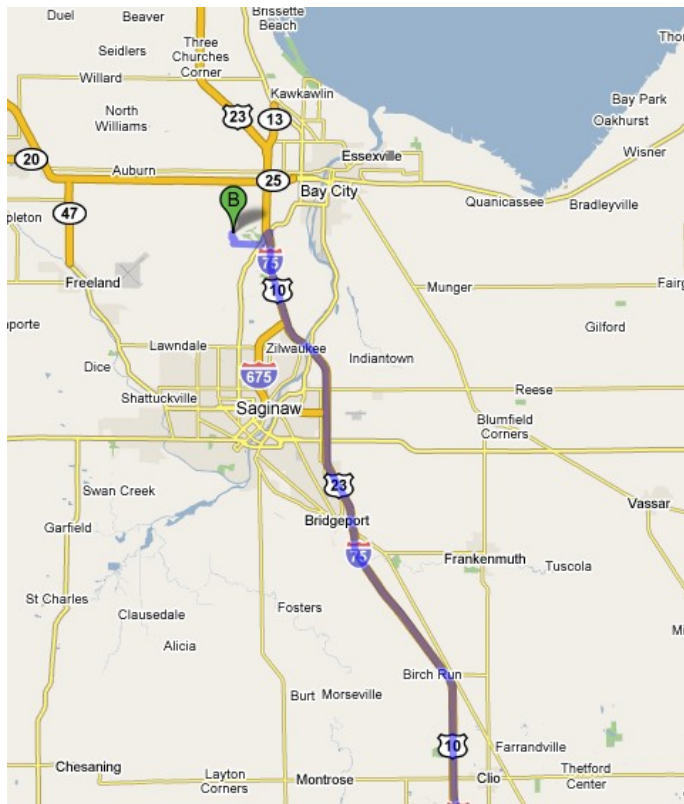 Duel
Beaver
Brissette
Beach
Seidlers
Three
Churches
Corner
Willard
Kawkawlin
23
13
Bay Park
North
Williams
Oakhurst
20
Auburn
Essexville
Wisner
25
Bay City
47
B
Quanicassee
Bradleyville
75
Freeland
10
Munger
Gilford
Lawndale
Zilwaukee
Indiantown
Dice
675
Shattuckville
Reese
Saginaw
Blumfield
Corners
Swan Creek
23
Vassar
Garfield
Bridgeport
75
Frankenmuth
Tuscola
St Charles
Clausedale
Fosters
Alicia
Birch Run
Burt
Morseville
10
Farrandville
Chesaning
Layton
Corners
Montrose
Clio
Thetford
Center